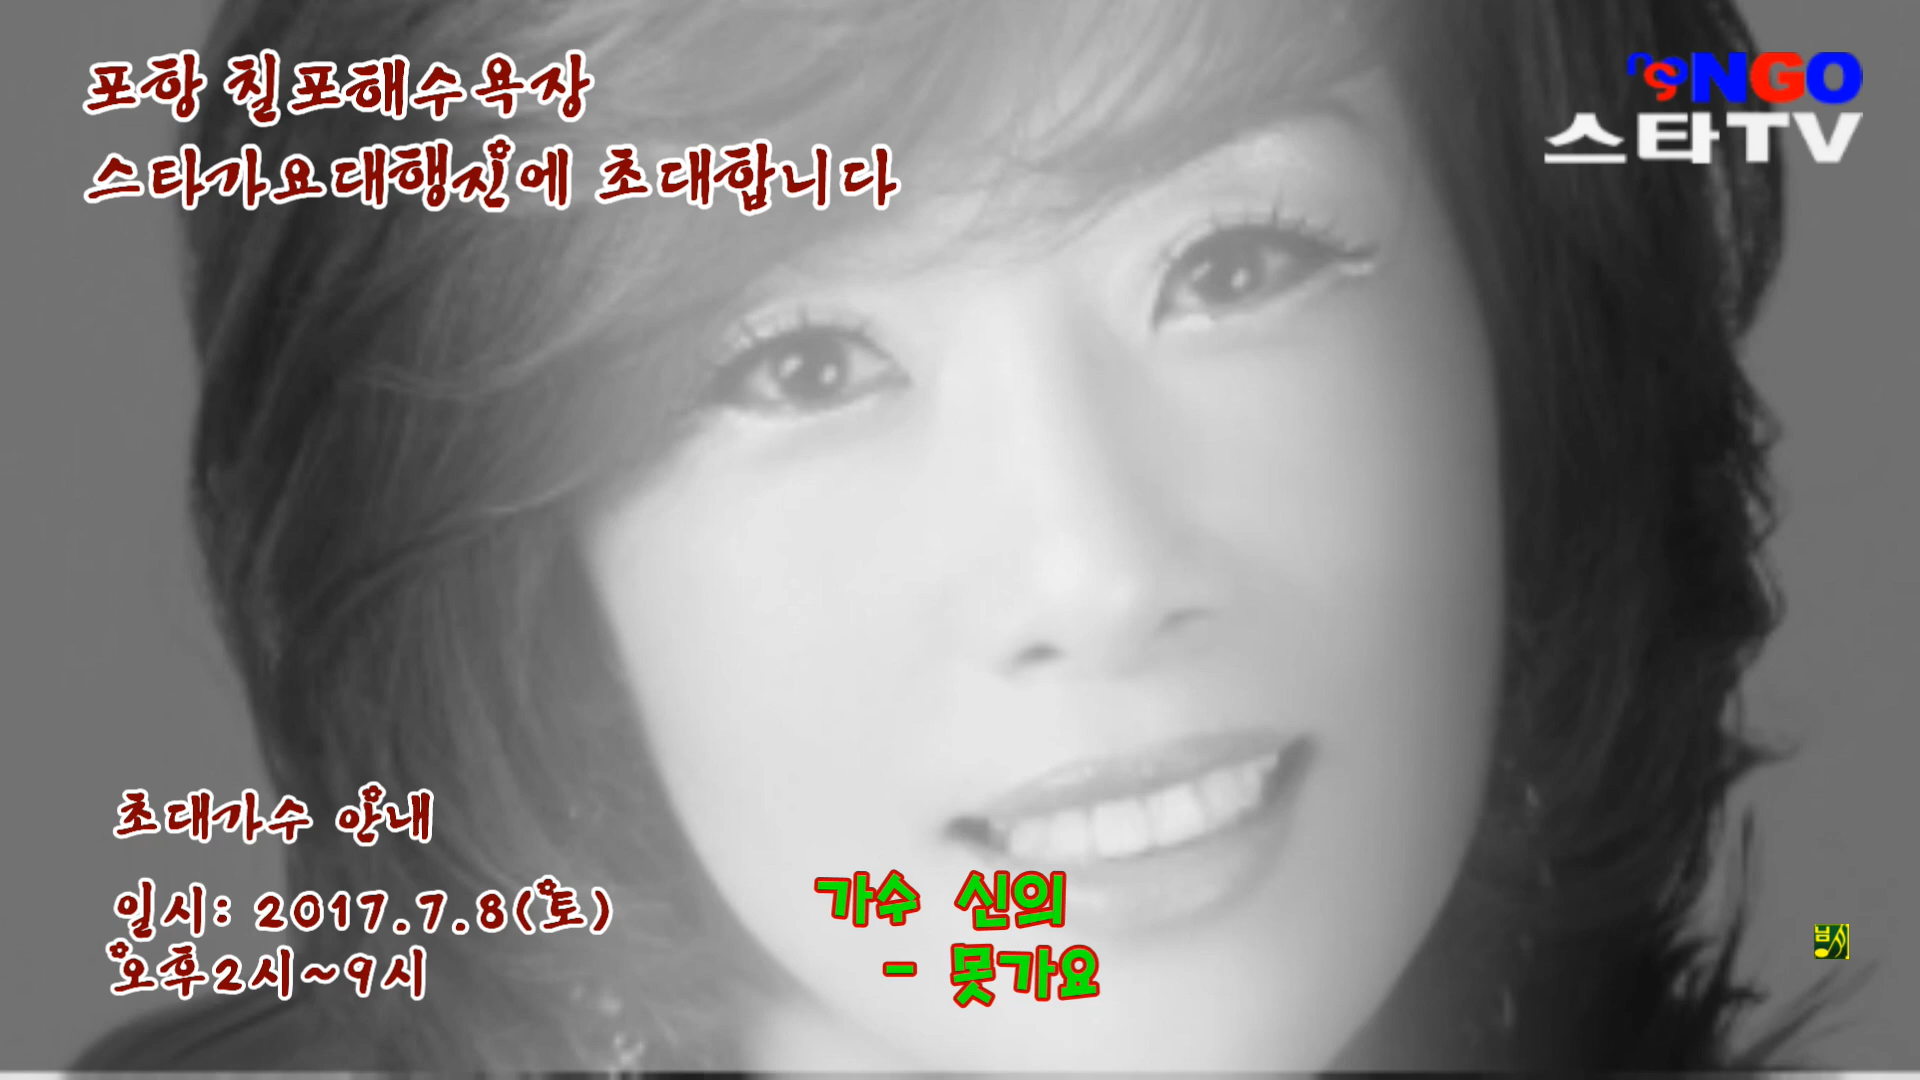 포항 칠포해수욕장
스타가요대행진에 초대합니다
NGO
스타TV
초대가수 안내
일시: 2017.7.8(토)
오후2시~9시
가수 신의
- 못가요